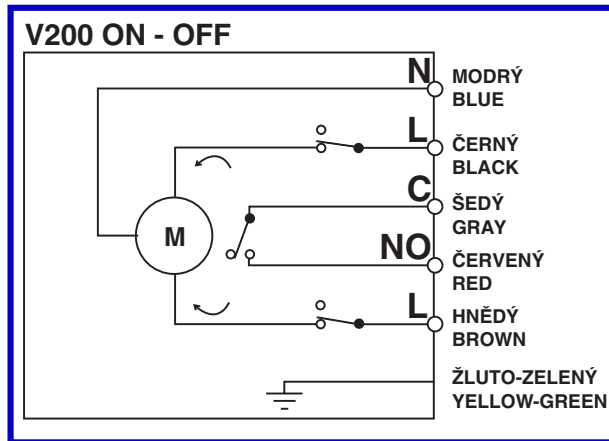 V200 ON - OFF
N
MODRÝ
BLUE
L
ČERNÝ
BLACK
C
ŠEDÝ
GRAY
M
NO
ČERVENÝ
RED
L
HNĚDÝ
BROWN
ŽLUTO-ZELENÝ
YELLOW-GREEN